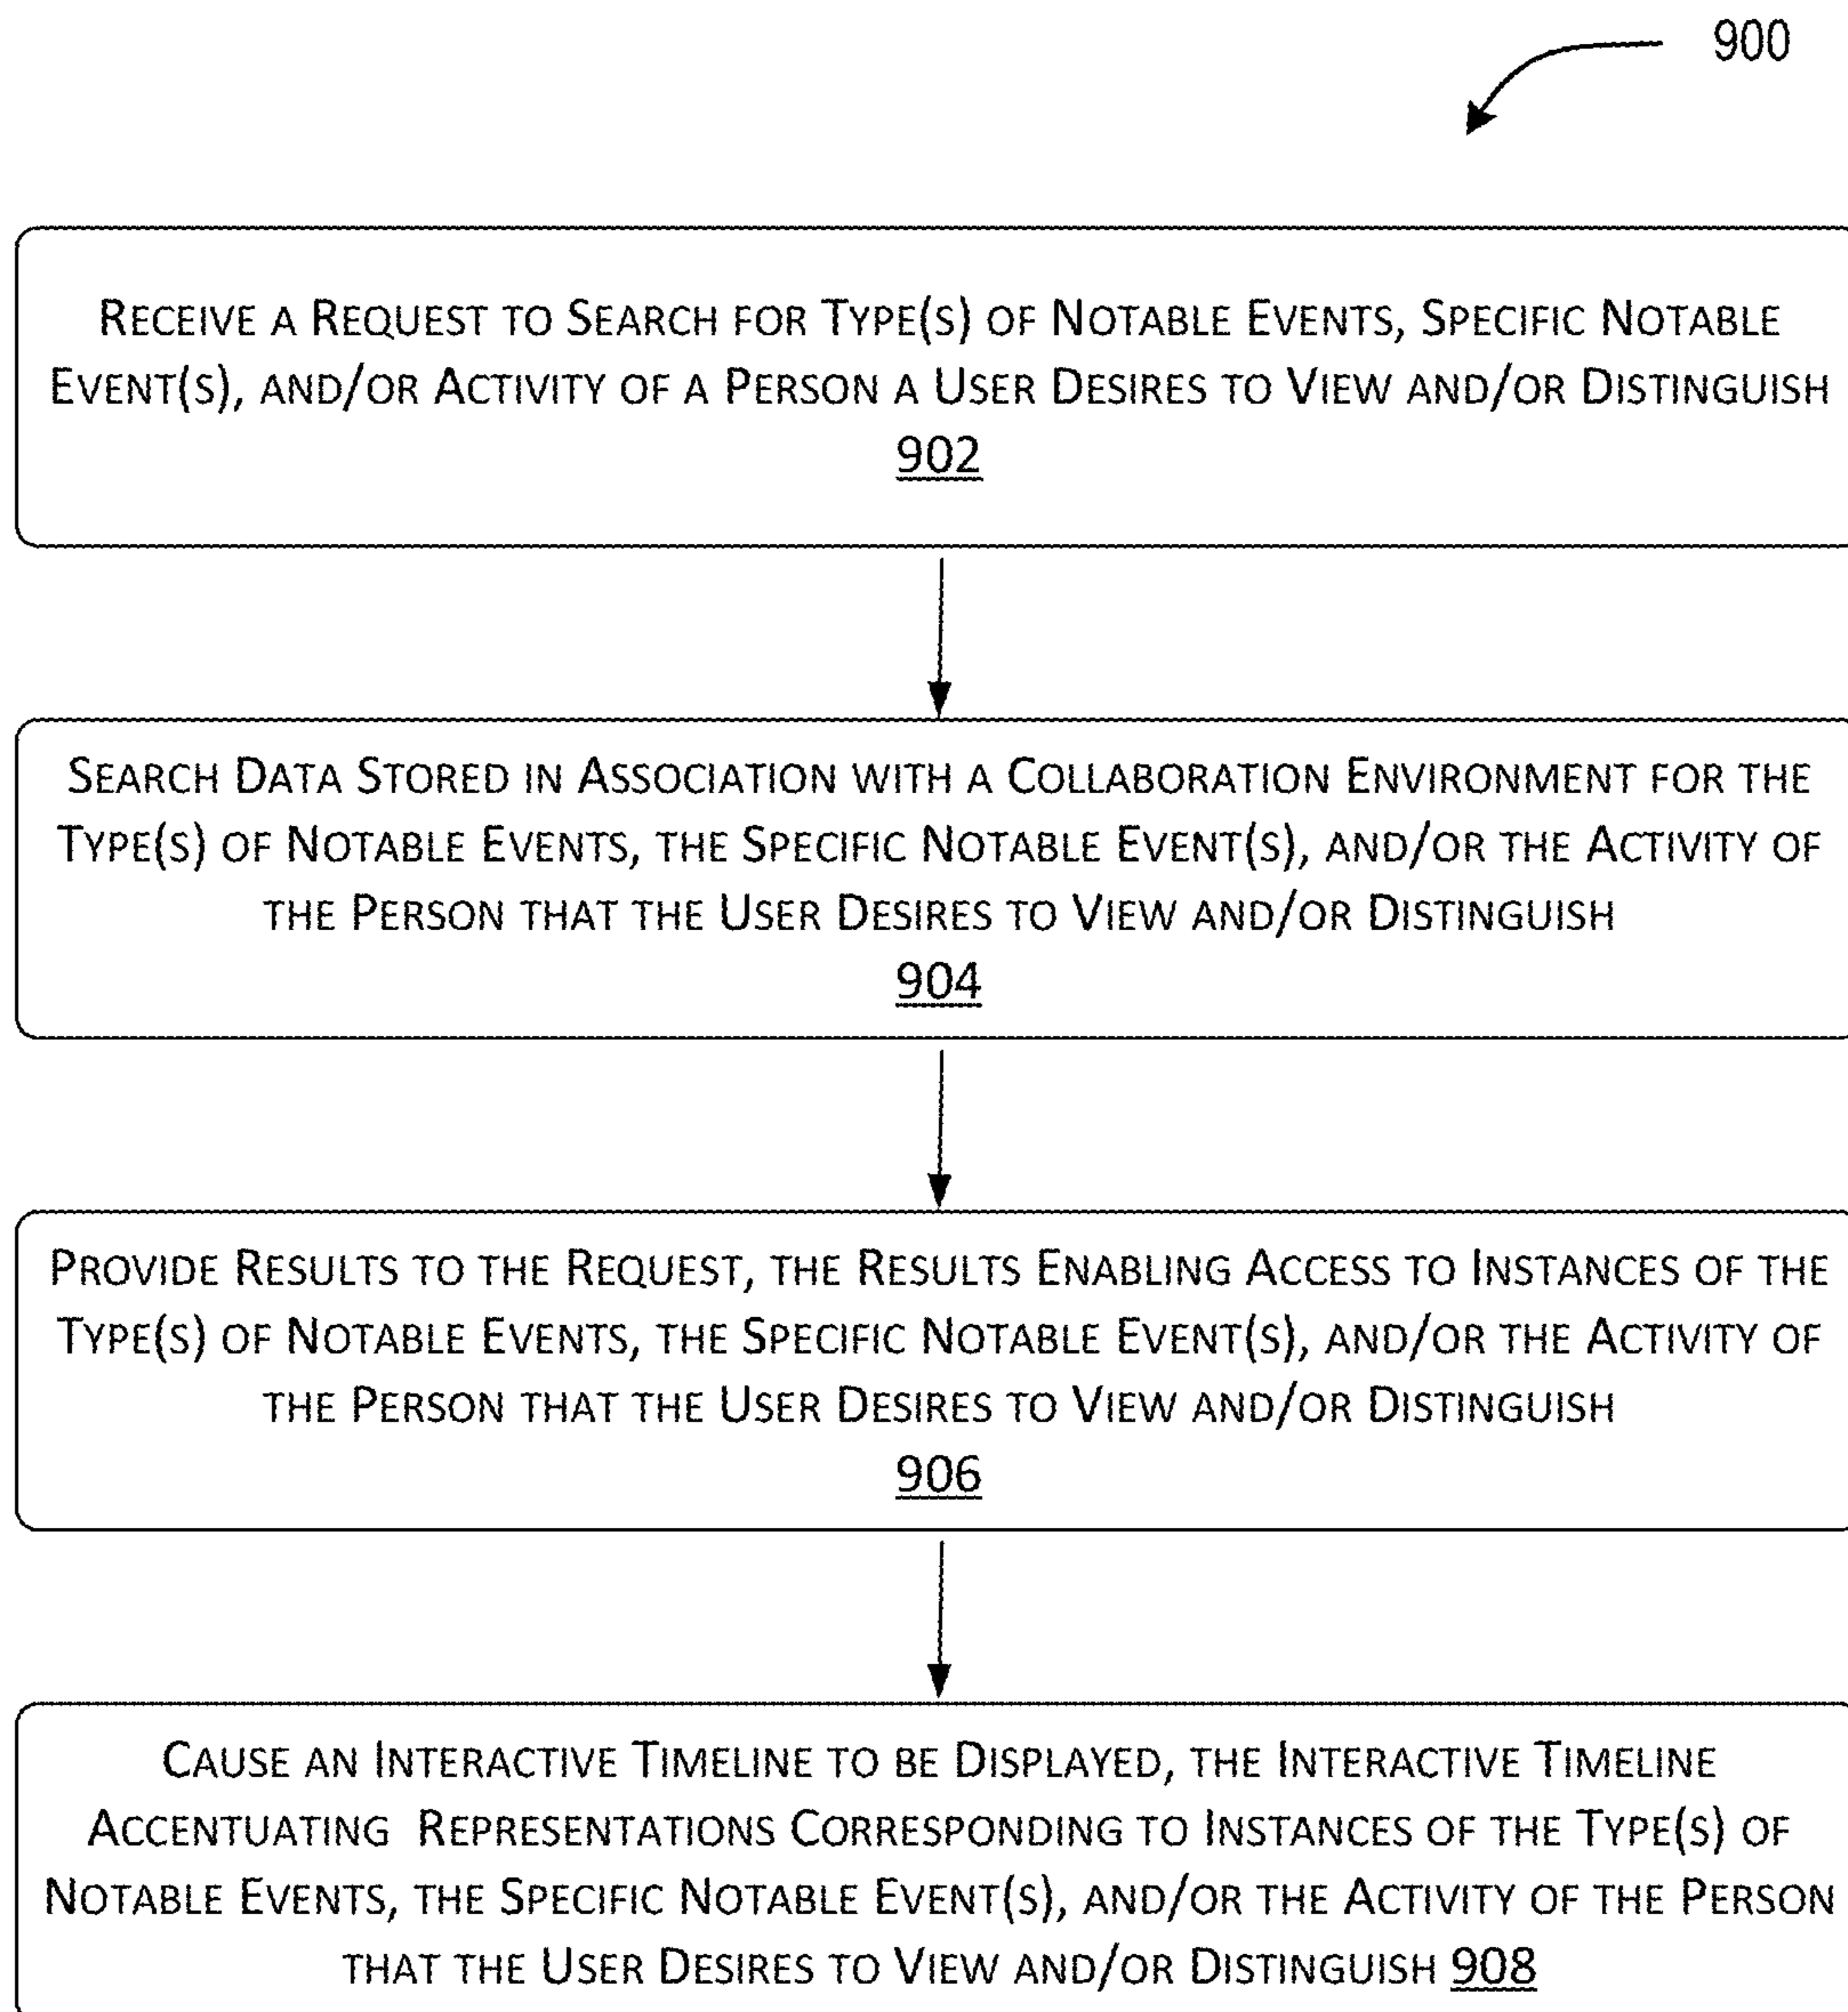 900
Receive a Request to Search for Type(s) of Notable Events, Specific Notable
Event(s), and/or Activity of a Person a User Desires to View and/or Distinguish
902
Search Data Stored in Association with a Collaboration Environment for the
Type(s) of Notable Events, the Specific Notable Event(s), and/or the Activity of
the Person that the User Desires to View and/or Distinguish
904
Provide Results to the Request, the Results Enabling Access to Instances of the
Type(s) of Notable Events, the Specific Notable Event(s), and/or the Activity of
the Person that the User Desires to View and/or Distinguish
906
Cause an Interactive Timeline to be Displayed, the Interactive Timeline
Accentuating Representations Corresponding to Instances of the Type(s) of
Notable Events, the Specific Notable Event(s), and/or the Activity of the Person
that the User Desires to View and/or Distinguish 908